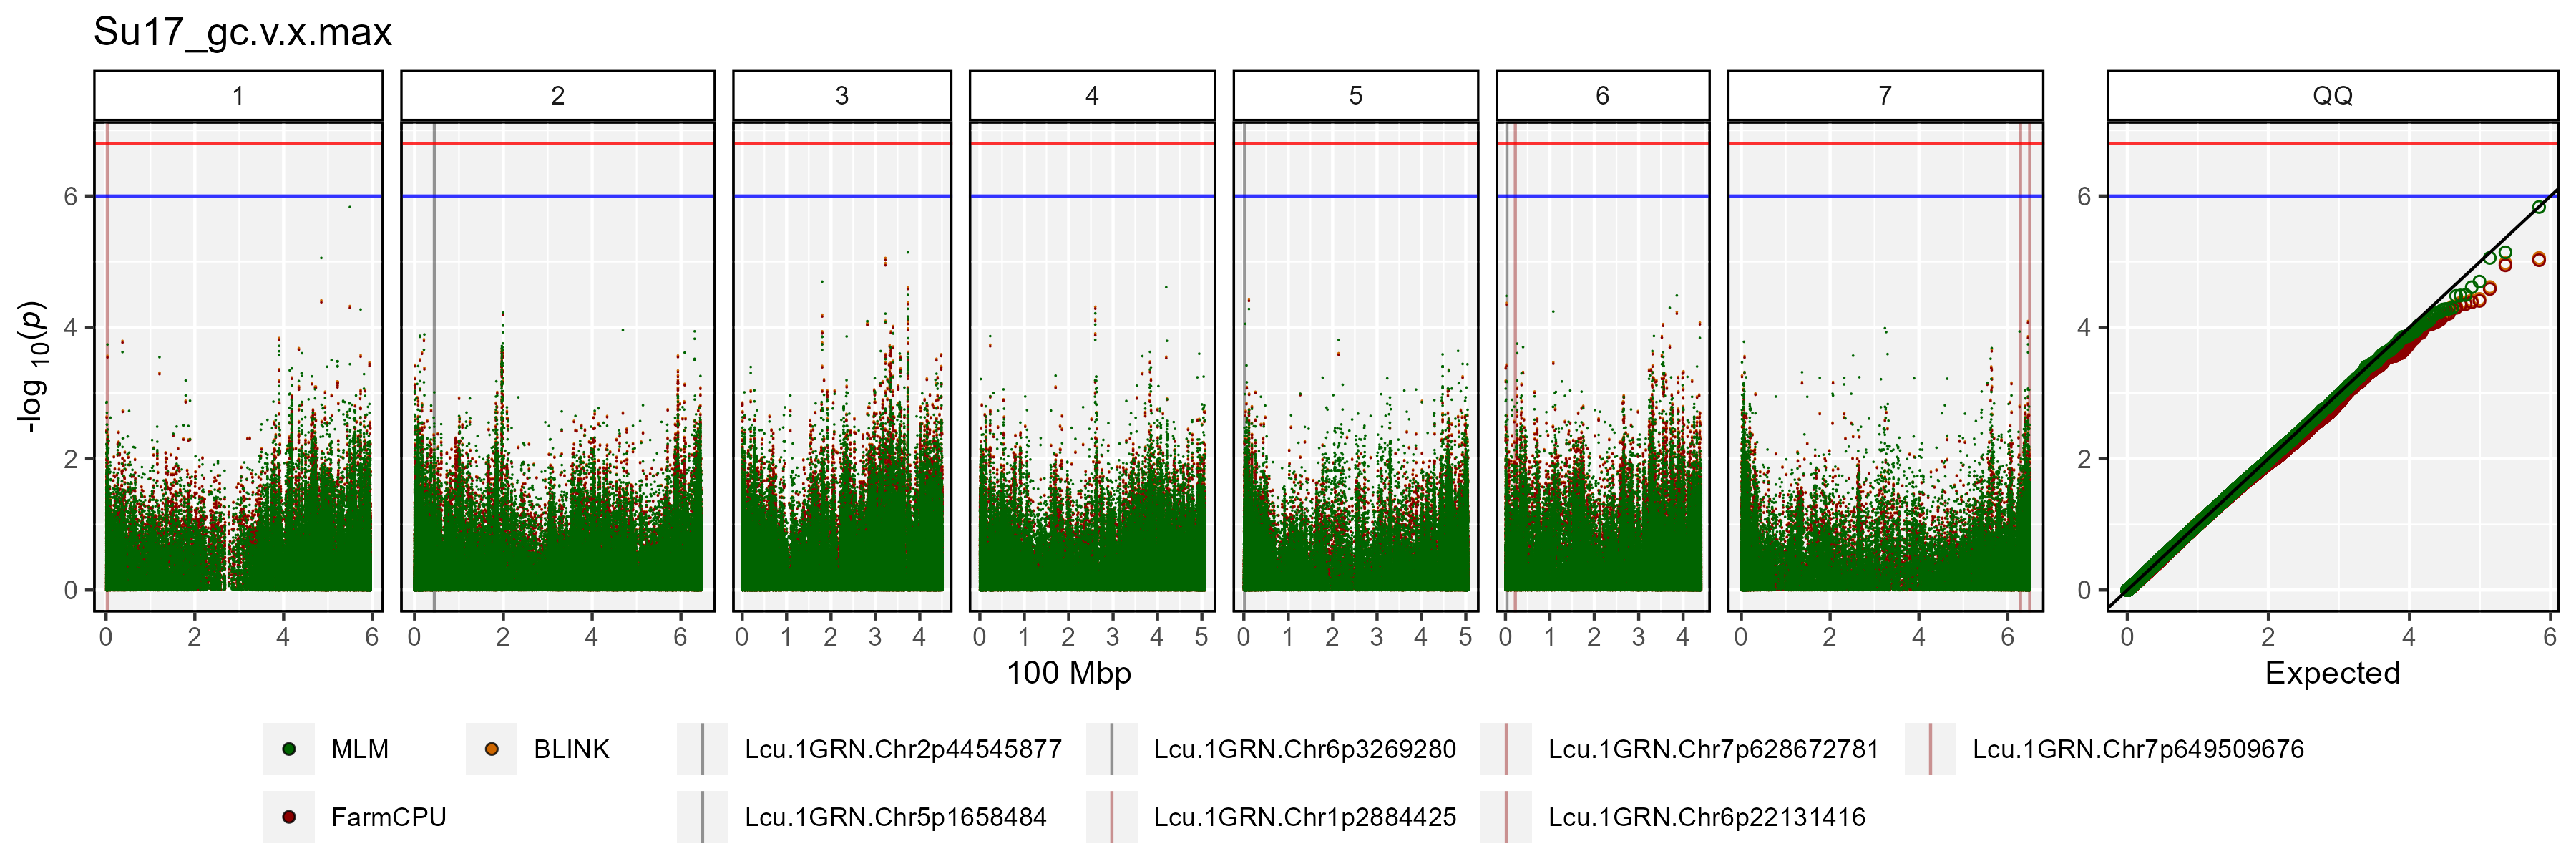 Su17_gc.v.x.max
1 2 3 4 5 6 7 QQ
-log 10(p)
6
4
2
0
6
4
2
0
0 2 4 6 0 2 4 6 0 1 2 3 4 0 1 2 3 4 5 0 1 2 3 4 5 0 1 2 3 4 0 2 4 6 0 2 4 6
100 Mbp Expected
MLM BLINK Lcu.1GRN.Chr2p44545877 Lcu.1GRN.Chr6p3269280 Lcu.1GRN.Chr7p628672781 Lcu.1GRN.Chr7p649509676
FarmCPU Lcu.1GRN.Chr5p1658484 Lcu.1GRN.Chr1p2884425 Lcu.1GRN.Chr6p22131416